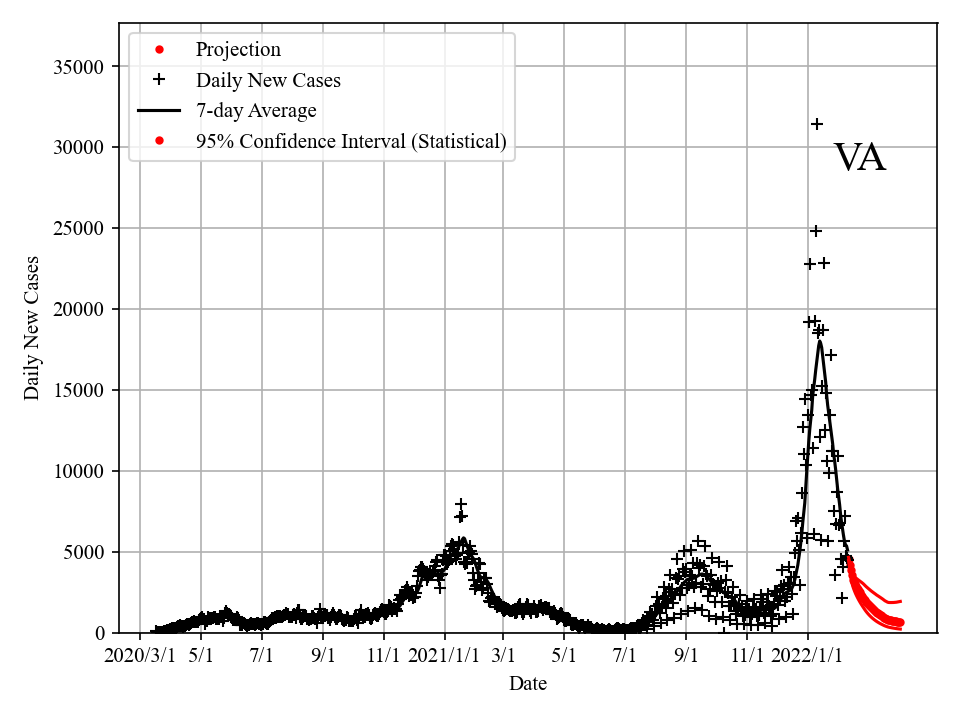 Projection
Daily New Cases
7-day Average
95% Confidence Interval (Statistical)
VA
35000
30000
25000
20000
15000
10000
5000
0
Daily New Cases
2020/3/1 5/1 7/1 9/1 11/1 2021/1/1 3/1 5/1 7/1 9/1 11/1 2022/1/1
Date